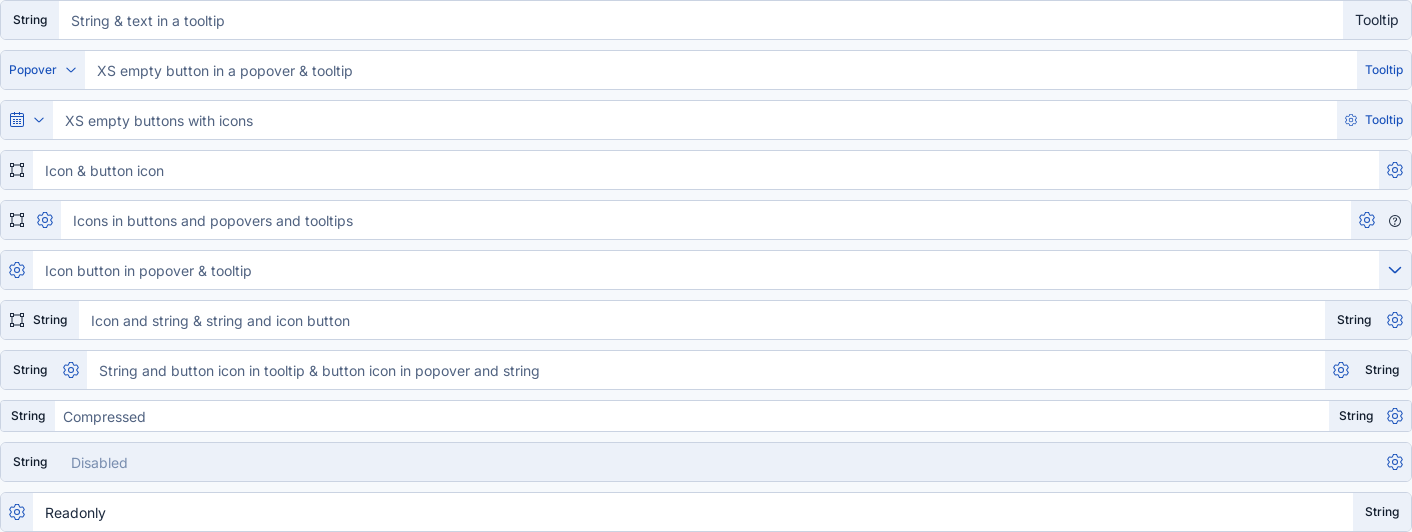 String String & text in a tooltip Tooltip
Popover XS empty button in a popover & tooltip Tooltip
XS empty buttons with icons Tooltip
Icon & button icon
Icons in buttons and popovers and tooltips
Icon button in popover & tooltip
String Icon and string & string and icon button String
String String and button icon in tooltip & button icon in popover and string String
String Compressed String
String Disabled
Readonly String